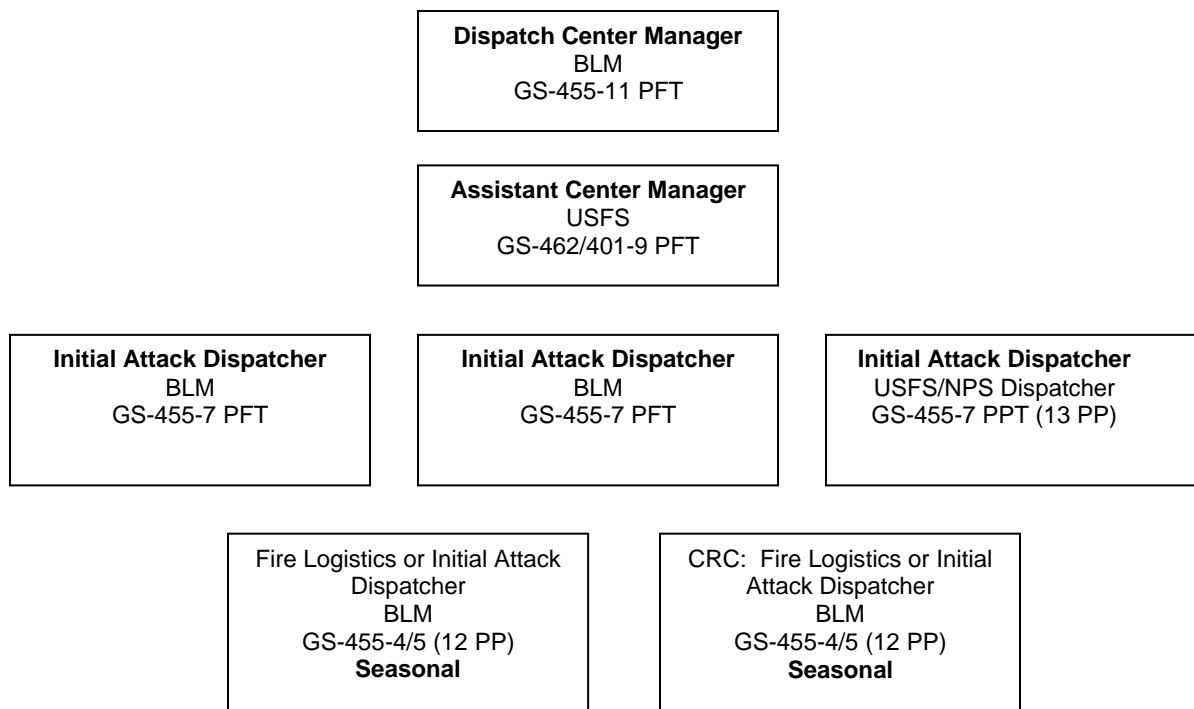 Dispatch Center Manager
BLM
GS-455-11 PFT
Assistant Center Manager
USFS
GS-462/401-9 PFT
Initial Attack Dispatcher
BLM
GS-455-7 PFT
Initial Attack Dispatcher
BLM
GS-455-7 PFT
Initial Attack Dispatcher
USFS/NPS Dispatcher
GS-455-7 PPT (13 PP)
Fire Logistics or Initial Attack
Dispatcher
BLM
GS-455-4/5 (12 PP)
Seasonal
CRC:  Fire Logistics or Initial
Attack Dispatcher
BLM
GS-455-4/5 (12 PP)
Seasonal